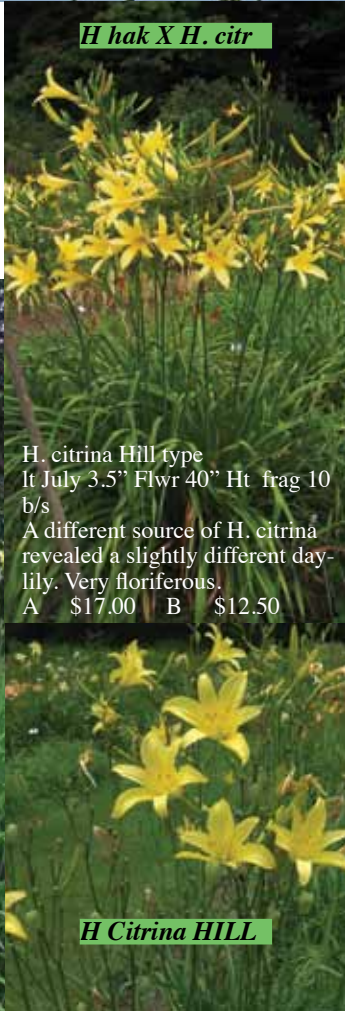 H hak X H. citr
H. citrina Hill type
lt July 3.5” Flwr 40” Ht  frag 10
b/s
A different source of H. citrina
revealed a slightly different day-
lily. Very floriferous.
A $17.00 B $12.50
H Citrina HILL